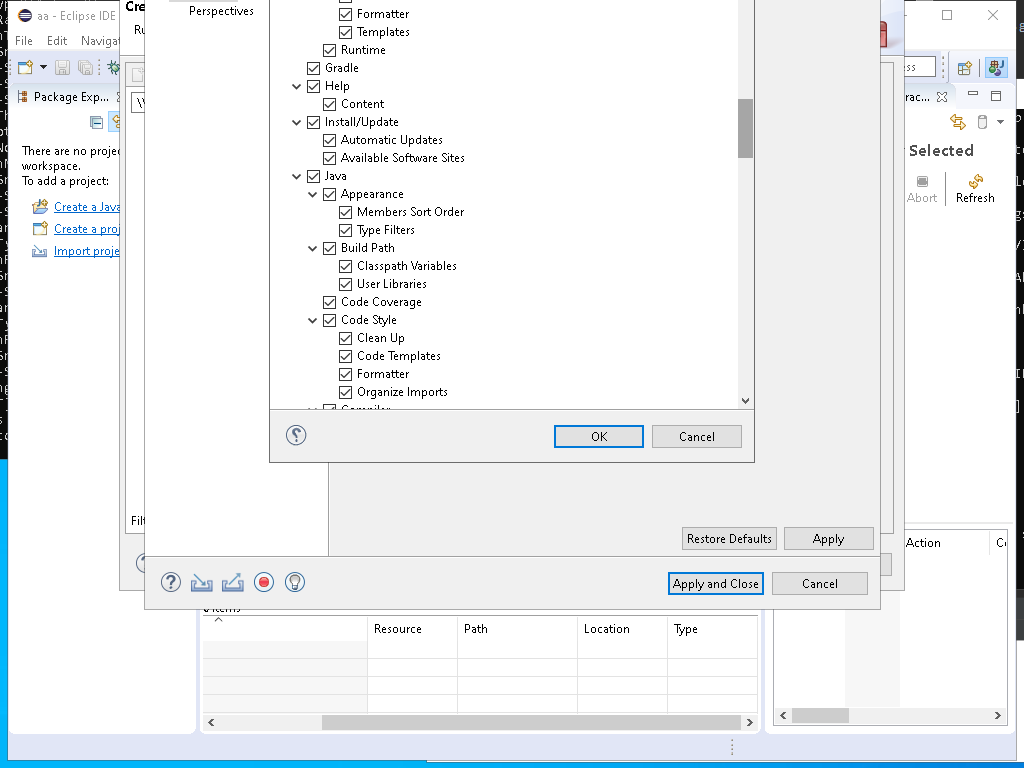 aa - Eclipse IDE
Cre
Perspectives
File Edit Navigat
Ru
Formatter
Templates
Runtime
Gradle
Help
Content
Install/Update
Automatic Updates
Available Software Sites
Java
Appearance
Members Sort Order
Type Filters
Build Path
Classpath Variables
User Libraries
Code Coverage
Code Style
Clean Up
Code Templates
Formatter
Organize Imports
Compiler
OK
Cancel
Package Exp...
There are no projec
workspace.
To add a project:
Create a Java
Create a proj
Import proje
ess
rac...
Selected
Abort
Refresh
Filt
Restore Defaults
Apply
Apply and Close
Cancel
Action
Items
Resource
Path
Location
Type